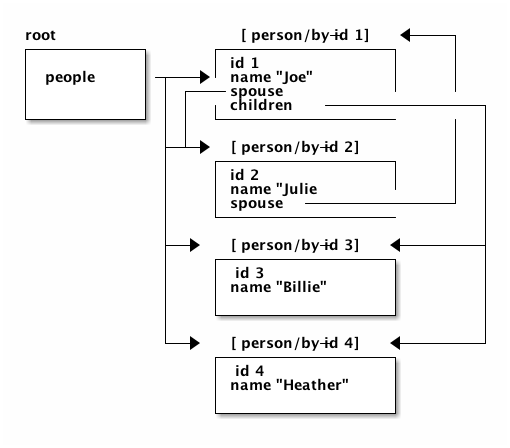 root
people
[ person/by-id 1]
id 1
name "Joe"
spouse
children
[ person/by-id 2]
id 2
name "Julie
spouse
[ person/by-id 3]
id 3
name "Billie"
[ person/by-id 4]
id 4
name "Heather"